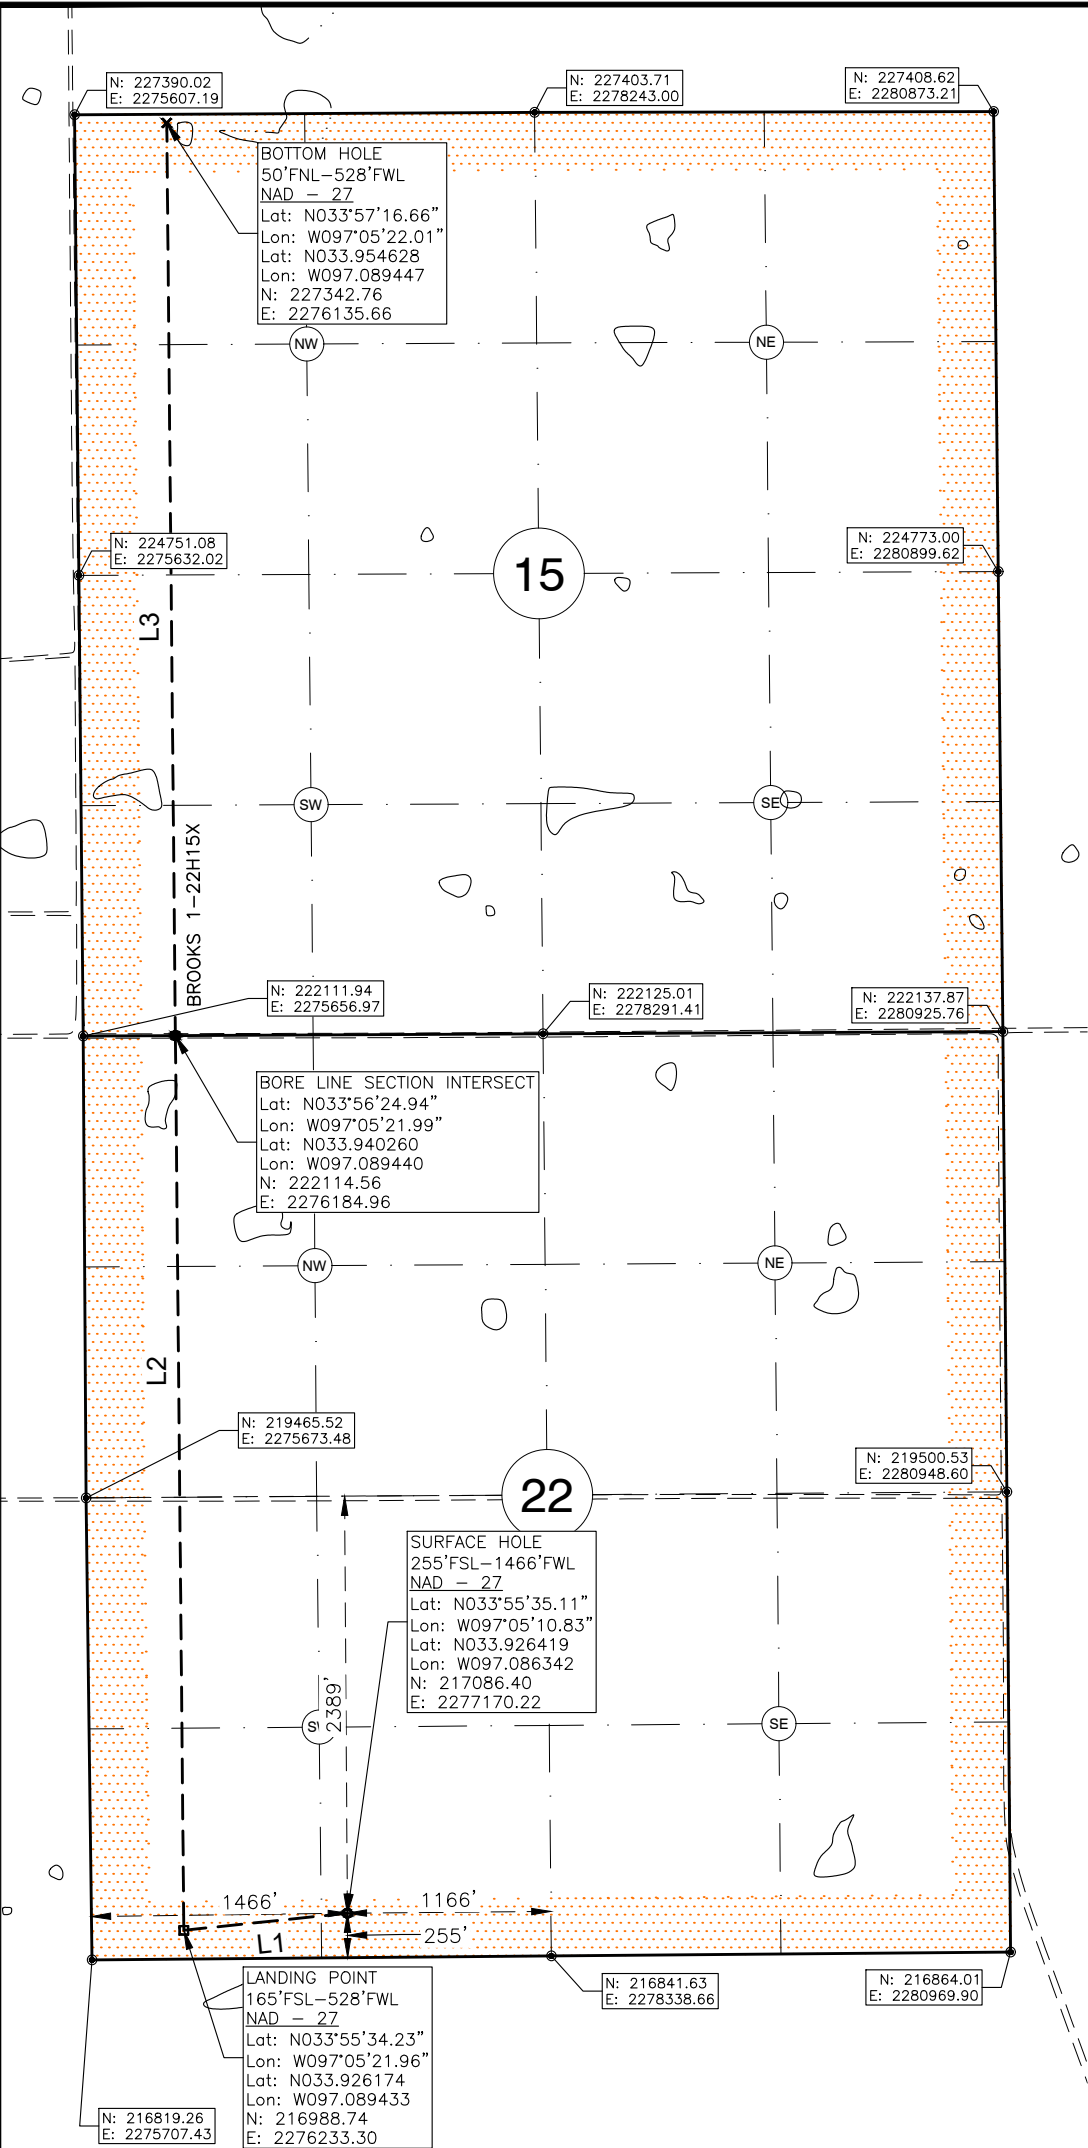 N: 227390.02
E: 2275607.19
N: 227403.71
E: 2278243.00
N: 227408.62
E: 2280873.21
BOTTOM HOLE
50'FNL-528'FWL
NAD - 27
Lat: N033°57'16.66"
Lon: W097°05'22.01"
Lat: N033.954628
Lon: W097.089447
N: 227342.76
E: 2276135.66
NW
NE
N: 224751.08
E: 2275632.02
15
N: 224773.00
E: 2280899.62
L3
SW
SE
BROOKS 1-22H15X
N: 222111.94
E: 2275656.97
N: 222125.01
E: 2278291.41
N: 222137.87
E: 2280925.76
BORE LINE SECTION INTERSECT
Lat: N033°56'24.94"
Lon: W097°05'21.99"
Lat: N033.940260
Lon: W097.089440
N: 222114.56
E: 2276184.96
NW
NE
L2
N: 219465.52
E: 2275673.48
22
N: 219500.53
E: 2280948.60
SURFACE HOLE
255'FSL-1466'FWL
NAD - 27
Lat: N033°55'35.11"
Lon: W097°05'10.83"
Lat: N033.926419
Lon: W097.086342
N: 217086.40
E: 2277170.22
2389'
SE
1466'
1166'
255'
L1
LANDING POINT
165'FSL-528'FWL
NAD - 27
Lat: N033°55'34.23"
Lon: W097°05'21.96"
Lat: N033.926174
Lon: W097.089433
N: 216988.74
E: 2276233.30
N: 216841.63
E: 2278338.66
N: 216864.01
E: 2280969.90
N: 216819.26
E: 2275707.43